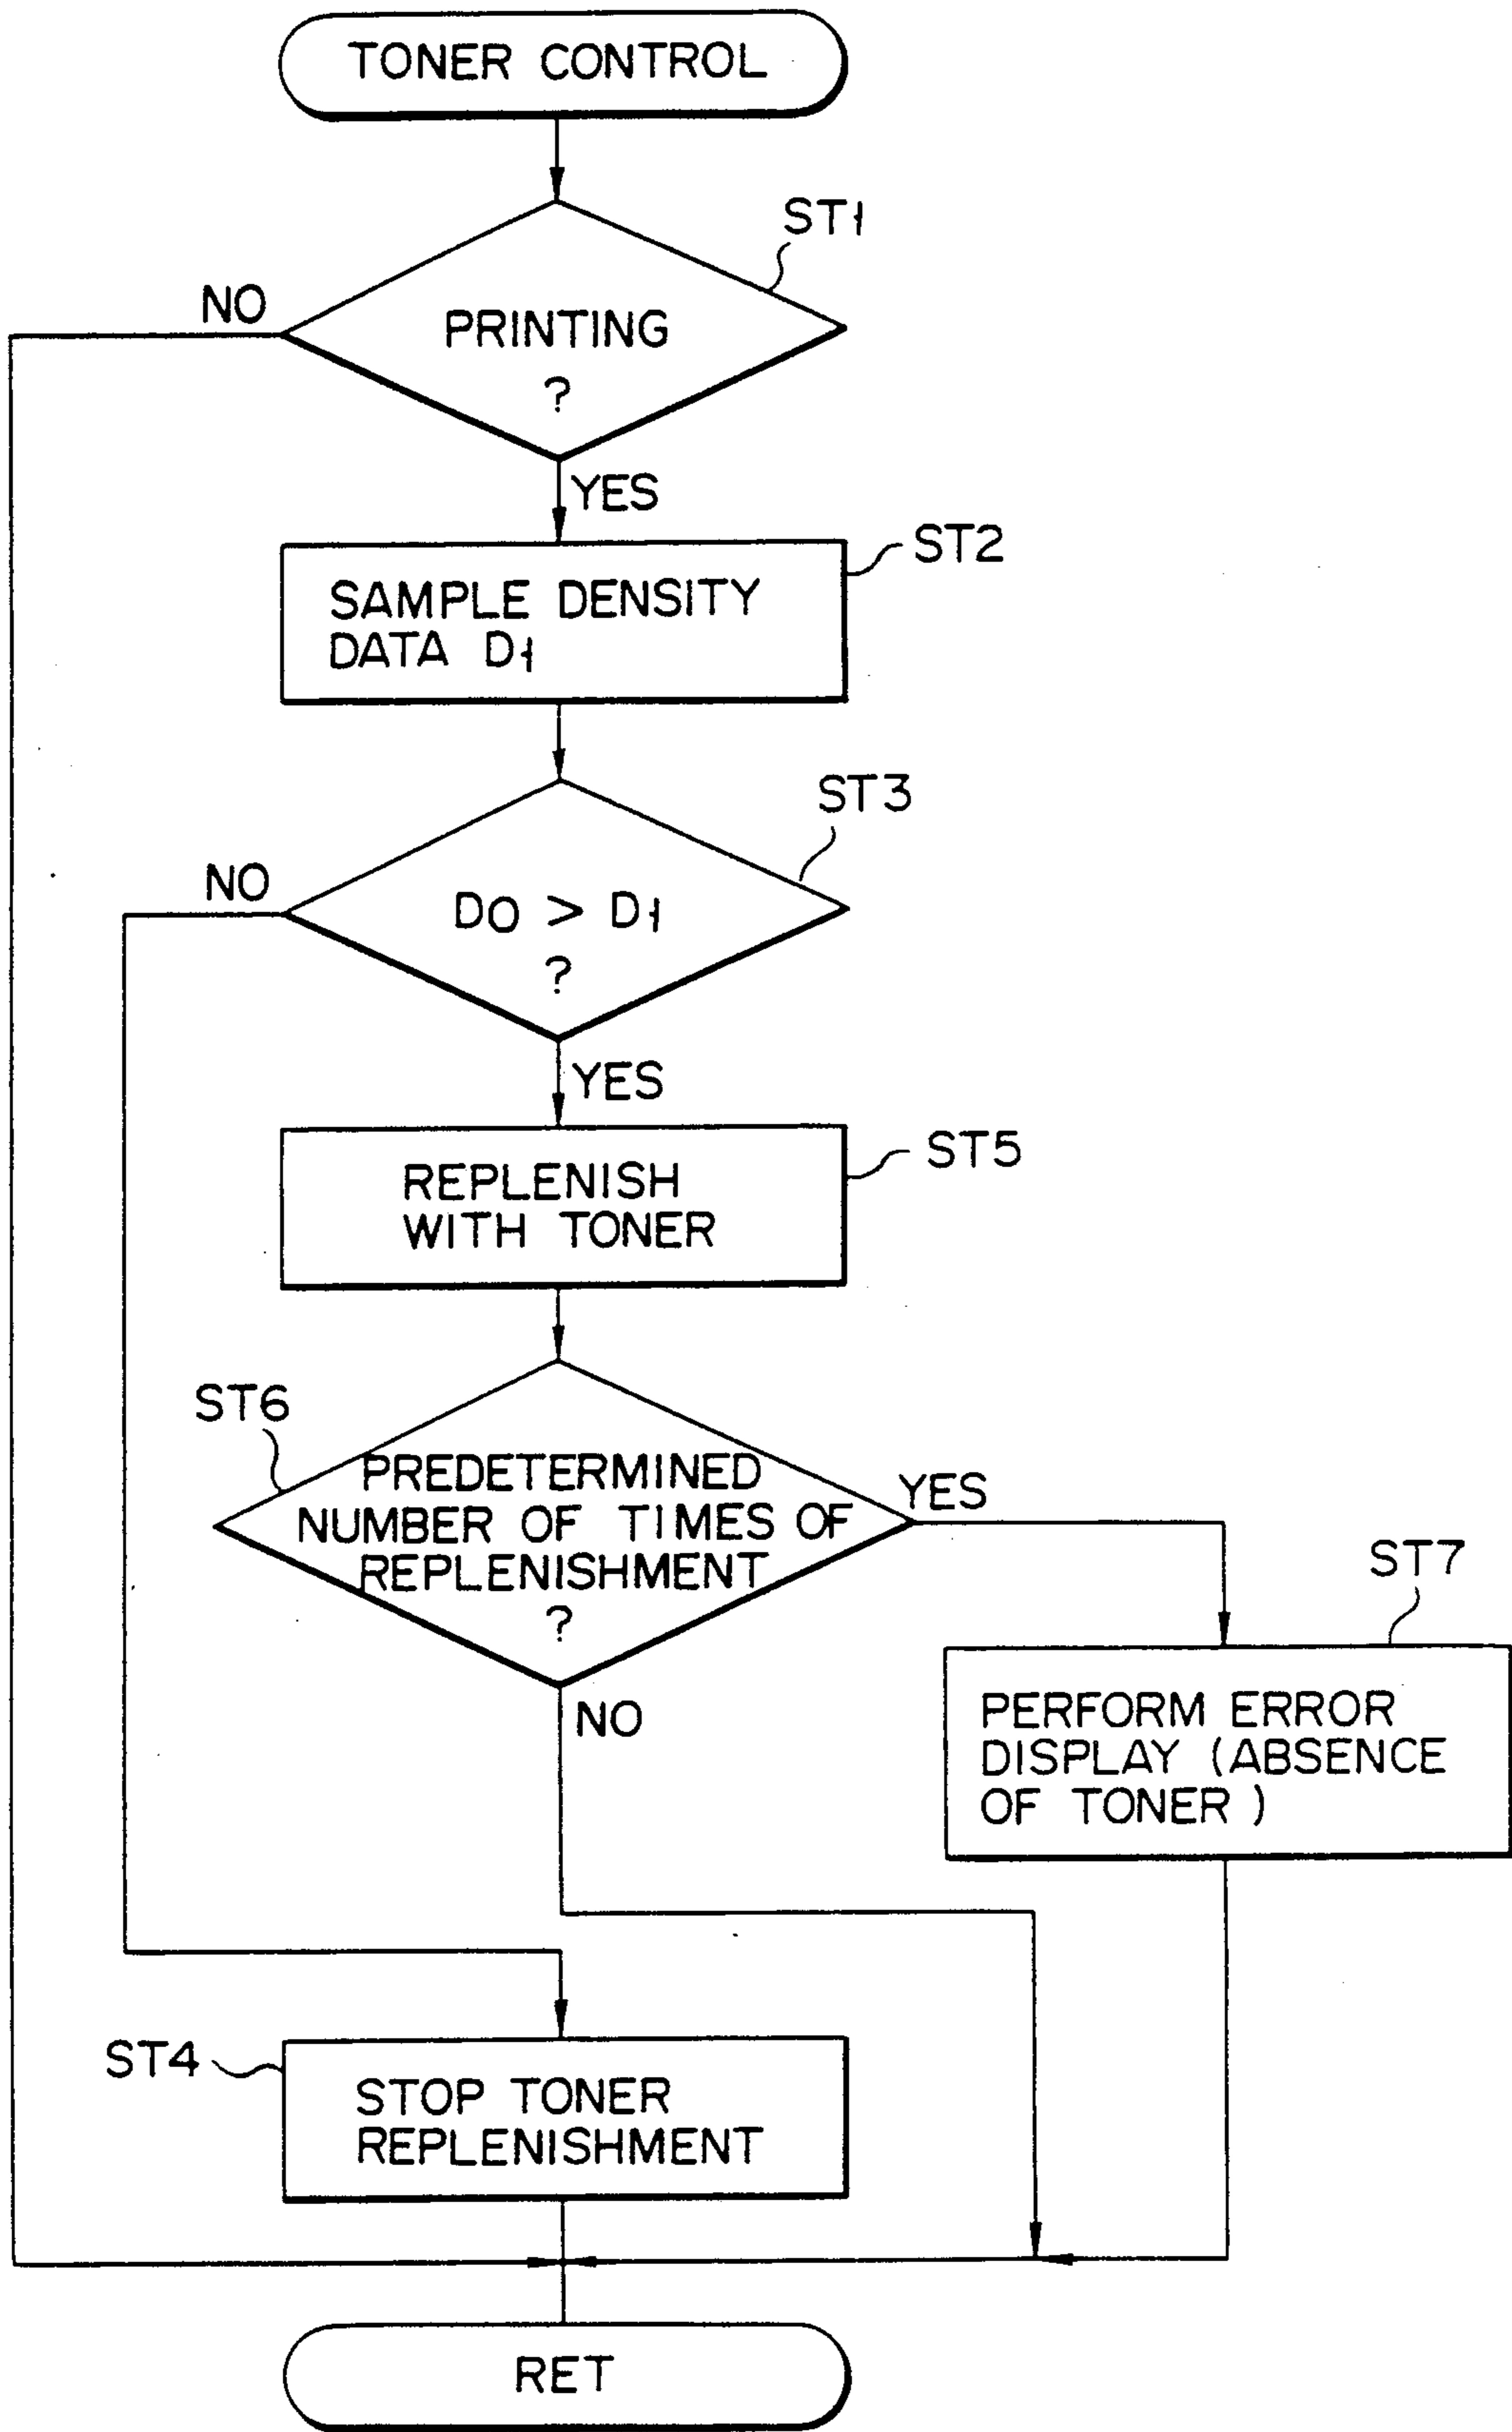 TONER CONTROL
ST1
NO
PRINTING
?
YES
ST2
SAMPLE DENSITY
DATA D1
ST3
NO
D0 > D1
?
YES
ST5
REPLENISH
WITH TONER
ST6
PREDETERMINED
NUMBER OF TIMES OF
REPLENISHMENT
?
YES
NO
ST7
PERFORM ERROR
DISPLAY (ABSENCE
OF TONER)
ST4
STOP TONER
REPLENISHMENT
RET